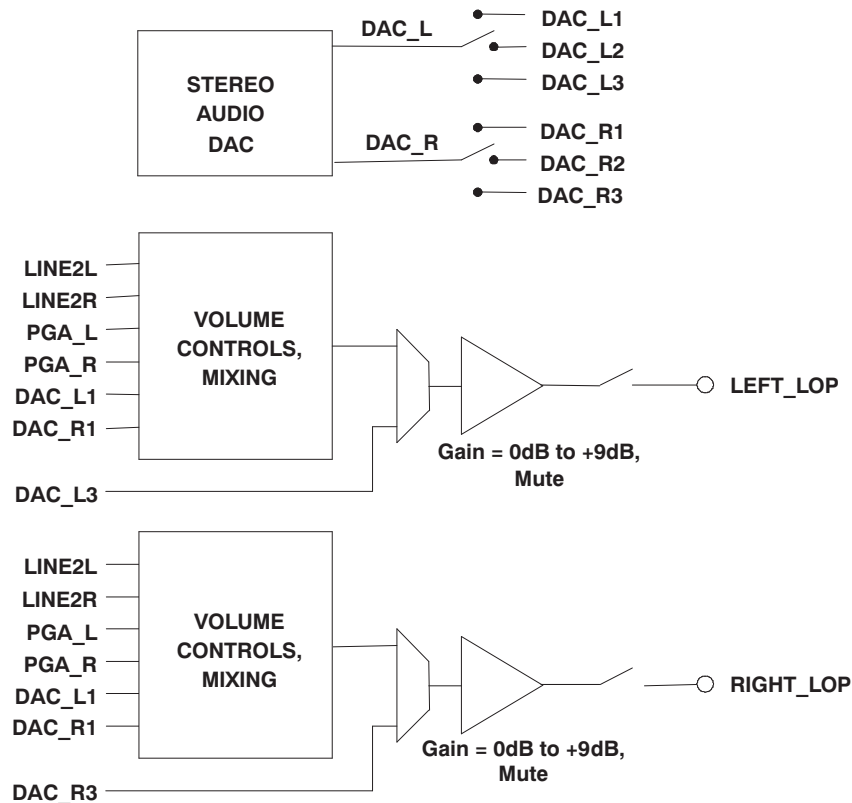 DAC_L
DAC_L1
DAC_L2
DAC_L3
STEREO
AUDIO
DAC
DAC_R
DAC_R1
DAC_R2
DAC_R3
LINE2L
LINE2R
PGA_L
PGA_R
DAC_L1
DAC_R1
VOLUME
CONTROLS,
MIXING
LEFT_LOP
Gain = 0dB to +9dB,
Mute
DAC_L3
LINE2L
LINE2R
PGA_L
PGA_R
DAC_L1
DAC_R1
VOLUME
CONTROLS,
MIXING
RIGHT_LOP
Gain = 0dB to +9dB,
Mute
DAC_R3